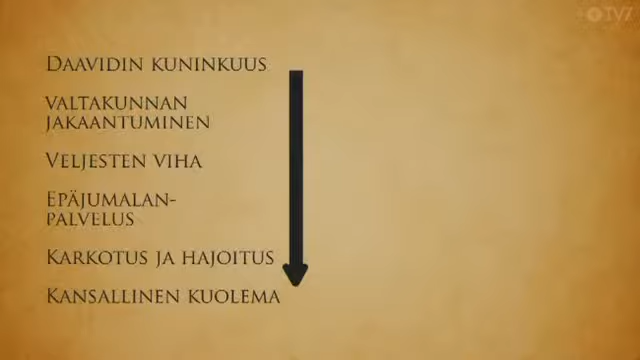 TV7
DAAVIDIN KUNINKUUS
VALTAKUNNAN
JAKAANTUMINEN
VELJESTEN VIHA
EPÄJUMALAN-
PALVELUS
KARKOTUS JA HAJOITUS
KANSALLINEN KUOLEMA